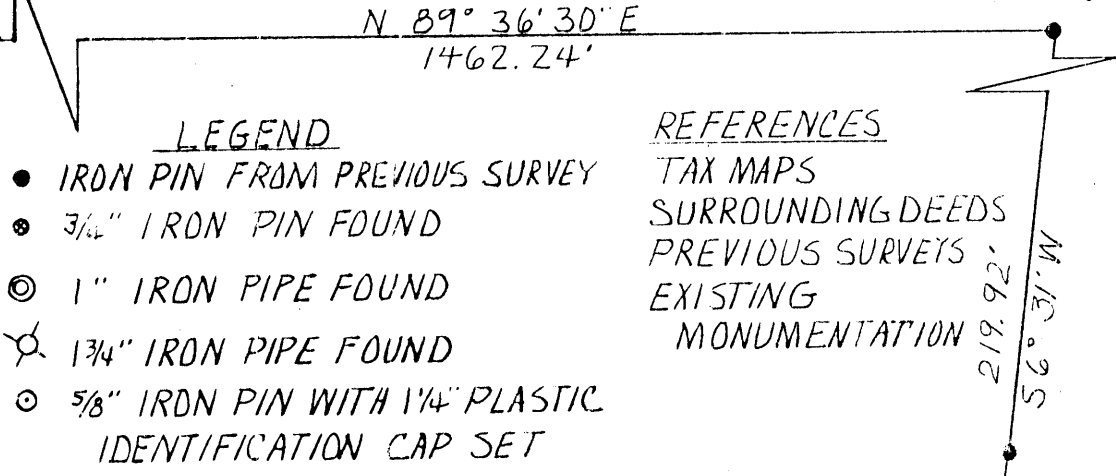 N 89° 36' 30" E
1462.24'
LEGEND
IRON PIN FROM PREVIOUS SURVEY
3/4" IRON PIN FOUND
1" IRON PIPE FOUND
1 3/4" IRON PIPE FOUND
5/8" IRON PIN WITH 1 1/4" PLASTIC
IDENTIFICATION CAP SET
REFERENCES
TAX MAPS
SURROUNDING DEEDS
PREVIOUS SURVEYS
EXISTING
MONUMENTATION
219.92'
S 6° 31' W